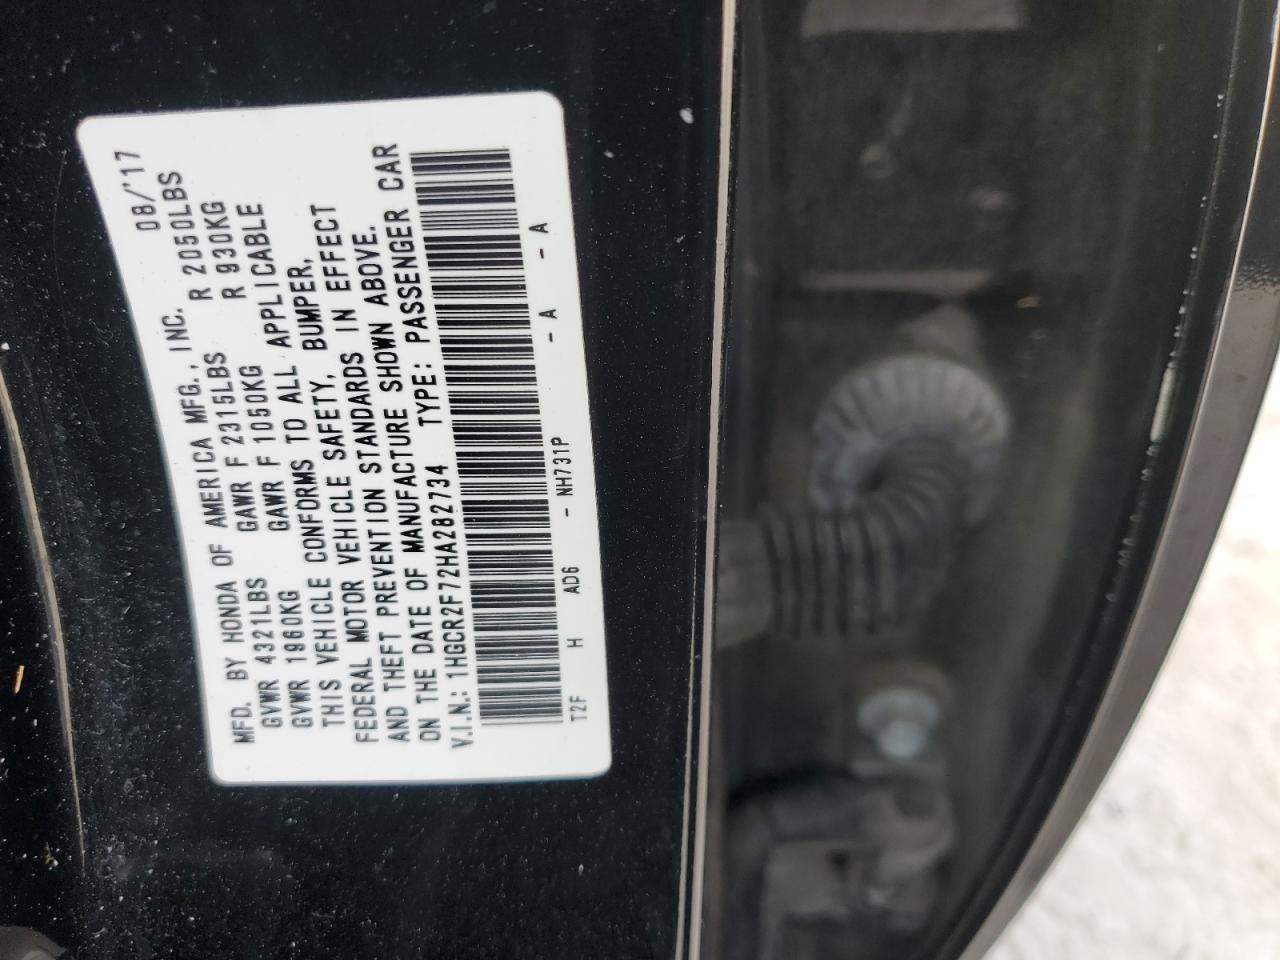 MFD. BY HONDA OF AMERICA MFG., INC. 08/'17
GVWR 4321LBS GAWR F 2315LBS R 2050LBS
GVWR 1960KG GAWR F 1050KG R 930KG
THIS VEHICLE CONFORMS TO ALL APPLICABLE
FEDERAL MOTOR VEHICLE SAFETY, BUMPER,
AND THEFT PREVENTION STANDARDS IN EFFECT
ON THE DATE OF MANUFACTURE SHOWN ABOVE.
V.I.N.: 1HGCR2F72HA282734 TYPE: PASSENGER CAR
T2F H AD6 - NH731P - A - A